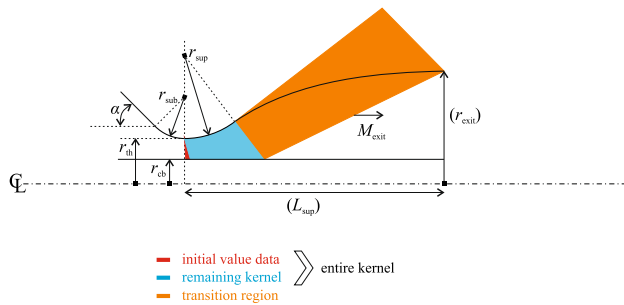 r_sup
r_sub
α
r_th
r_cb
M_exit
(r_exit)
℄
(L_sup)
initial value data
remaining kernel
entire kernel
transition region